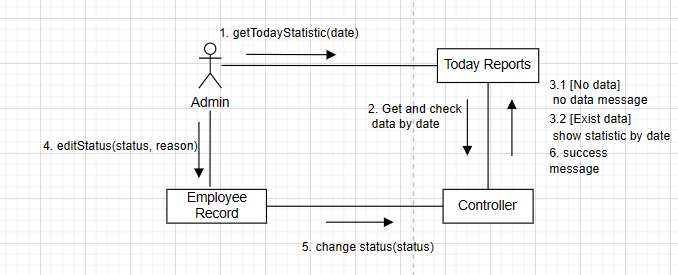 1. getTodayStatistic(date)
Today Reports
Admin
3.1 [No data]
no data message
3.2 [Exist data]
show statistic by date
6. success
message
2. Get and check
data by date
4. editStatus(status, reason)
Employee
Record
Controller
5. change status(status)